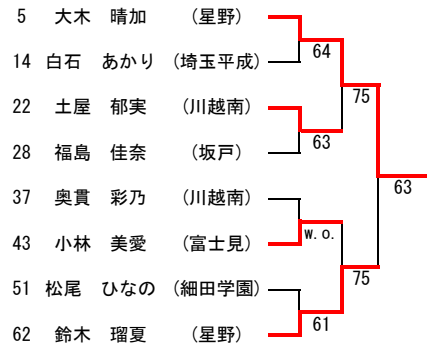 5 大木 晴加 (星野)
64
14 白石 あかり (埼玉平成)
75
22 土屋 郁実 (川越南)
63
28 福島 佳奈 (坂戸)
63
37 奥貫 彩乃 (川越南)
w.o.
43 小林 美愛 (富士見)
75
51 松尾 ひなの (細田学園)
61
62 鈴木 瑠夏 (星野)